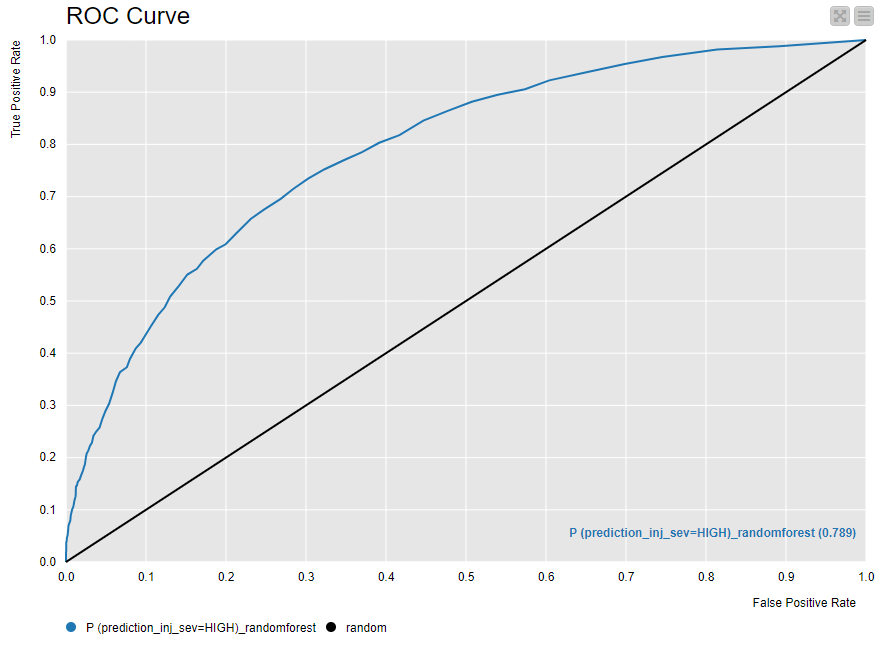 ROC Curve
True Positive Rate
1.0
0.9
0.8
0.7
0.6
0.5
0.4
0.3
0.2
0.1
0.0
P (prediction_inj_sev=HIGH)_randomforest (0.789)
0.0 0.1 0.2 0.3 0.4 0.5 0.6 0.7 0.8 0.9 1.0
False Positive Rate
P (prediction_inj_sev=HIGH)_randomforest random